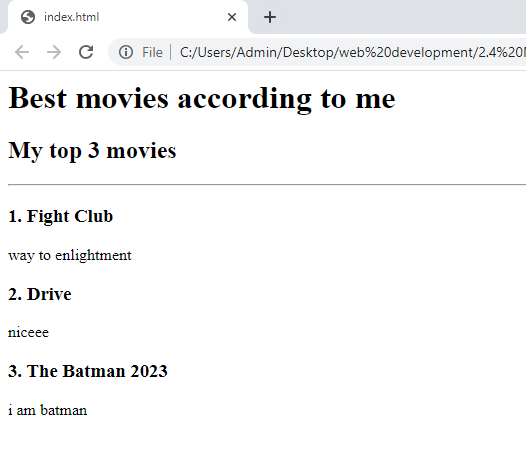 index.html
File
C:/Users/Admin/Desktop/web%20development/2.4%20
Best movies according to me
My top 3 movies
1. Fight Club
way to enlightment
2. Drive
niceee
3. The Batman 2023
i am batman